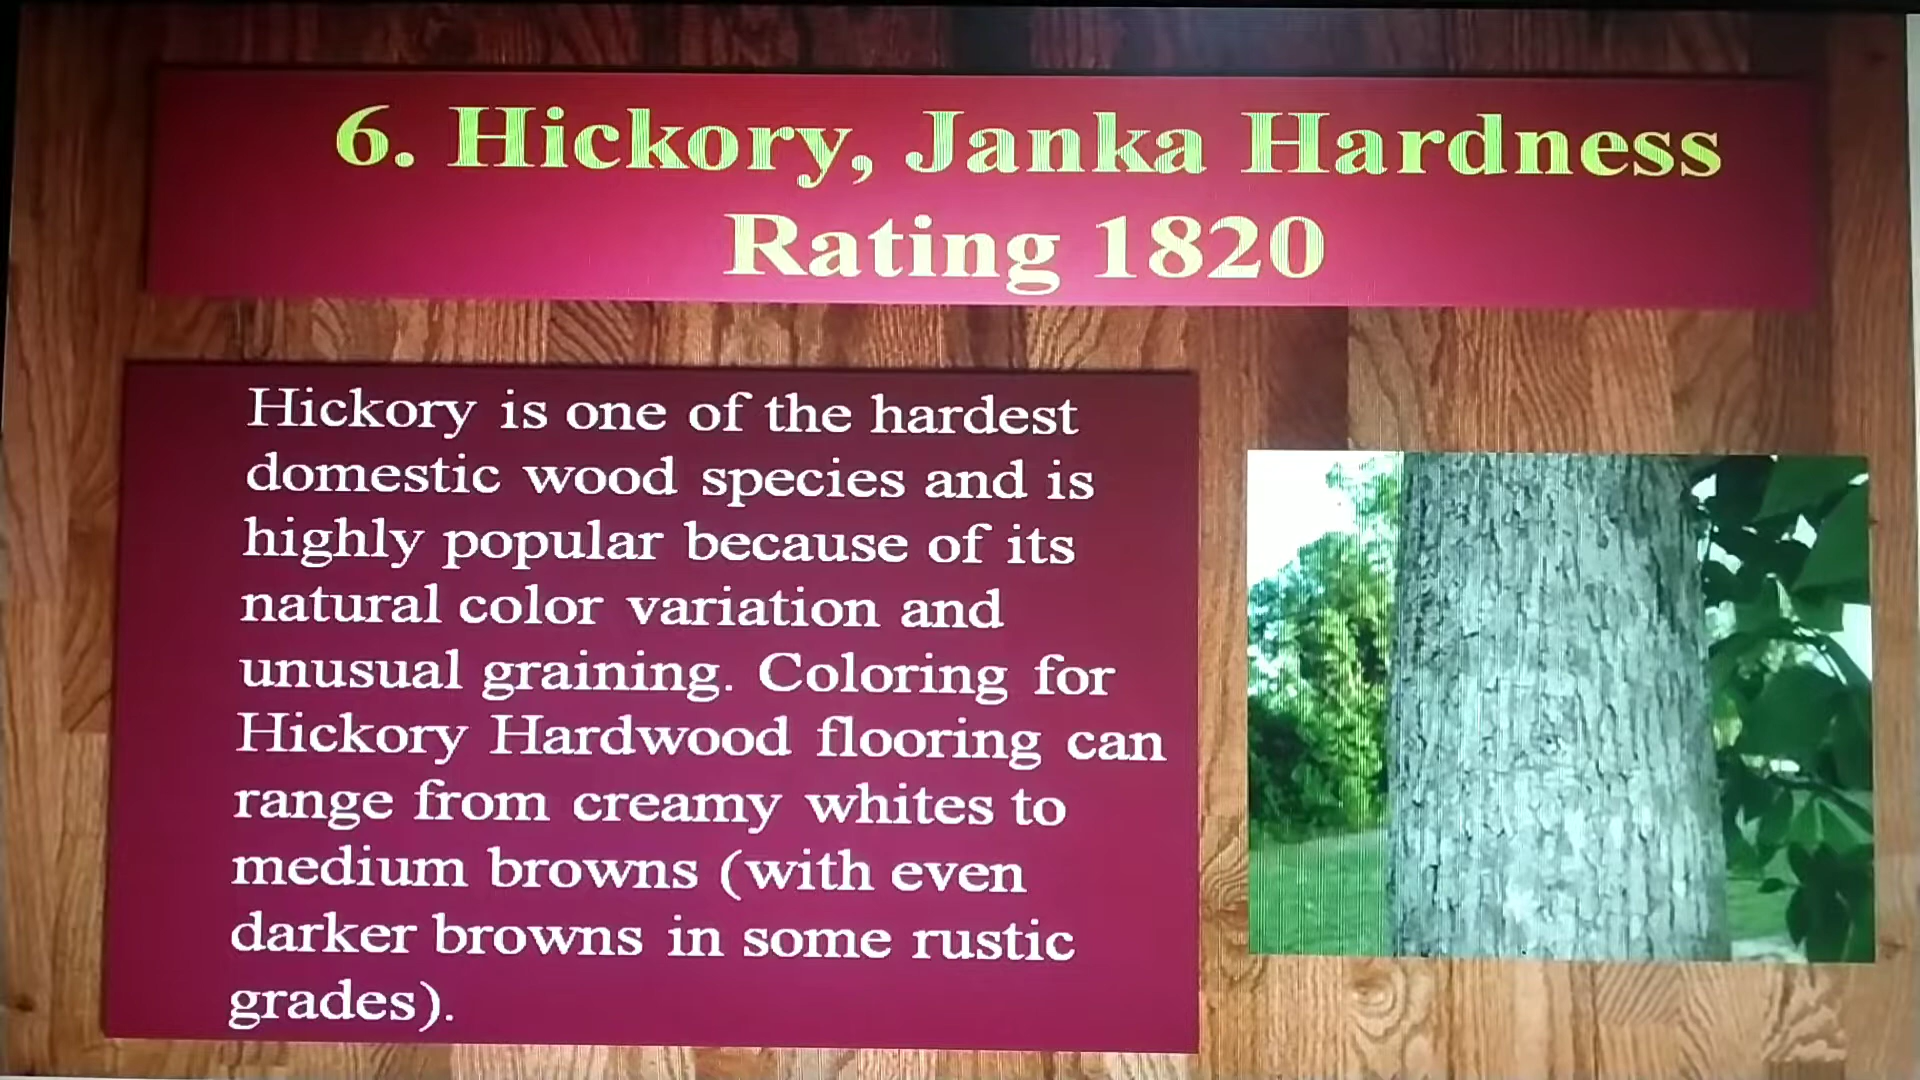 6. Hickory, Janka Hardness
Rating 1820
Hickory is one of the hardest
domestic wood species and is
highly popular because of its
natural color variation and
unusual graining. Coloring for
Hickory Hardwood flooring can
range from creamy whites to
medium browns (with even
darker browns in some rustic
grades).